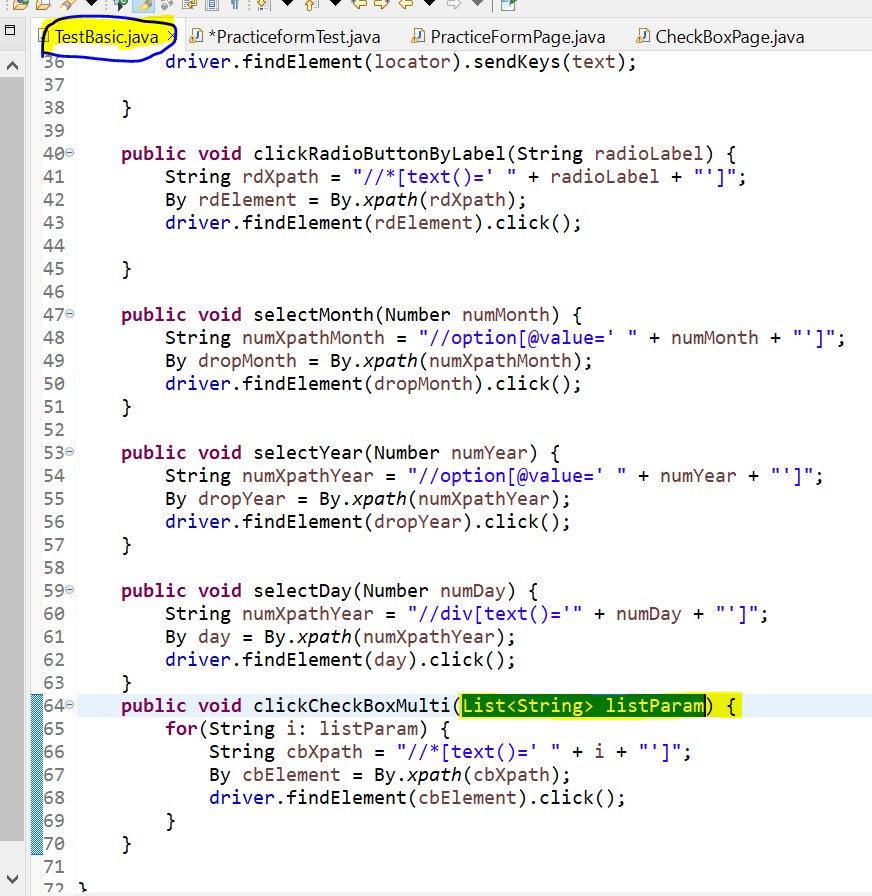 TestBasic.java
*PracticeformTest.java
PracticeFormPage.java
CheckBoxPage.java
36 driver.findElement(locator).sendKeys(text);
37
38 }
39
40 public void clickRadioButtonByLabel(String radioLabel) {
41 String rdXpath = "//*[text()=' " + radioLabel + "']";
42 By rdElement = By.xpath(rdXpath);
43 driver.findElement(rdElement).click();
44
45 }
46
47 public void selectMonth(Number numMonth) {
48 String numXpathMonth = "//option[@value=' " + numMonth + "']";
49 By dropMonth = By.xpath(numXpathMonth);
50 driver.findElement(dropMonth).click();
51 }
52
53 public void selectYear(Number numYear) {
54 String numXpathYear = "//option[@value=' " + numYear + "']";
55 By dropYear = By.xpath(numXpathYear);
56 driver.findElement(dropYear).click();
57 }
58
59 public void selectDay(Number numDay) {
60 String numXpathYear = "//div[text()='" + numDay + "']";
61 By day = By.xpath(numXpathYear);
62 driver.findElement(day).click();
63 }
64 public void clickCheckBoxMulti(List<String> listParam) {
65 for(String i: listParam) {
66 String cbXpath = "//*[text()=' " + i + "']";
67 By cbElement = By.xpath(cbXpath);
68 driver.findElement(cbElement).click();
69 }
70 }
71
72 }